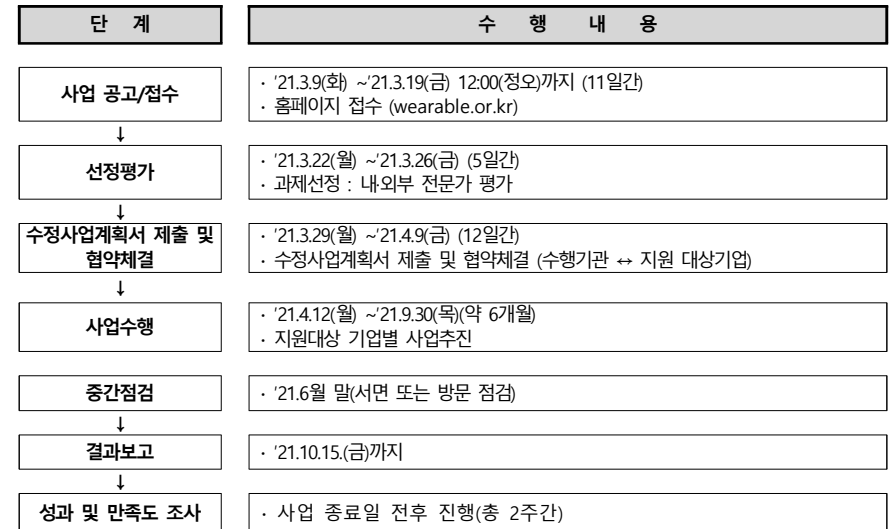 단 계
수 행 내 용
사업 공고/접수
· '21.3.9(화) ~'21.3.19(금) 12:00(정오)까지 (11일간)
· 홈페이지 접수 (wearable.or.kr)
↓
선정평가
· '21.3.22(월) ~'21.3.26(금) (5일간)
· 과제선정 : 내·외부 전문가 평가
↓
수정사업계획서 제출 및
협약체결
· '21.3.29(월) ~'21.4.9(금) (12일간)
· 수정사업계획서 제출 및 협약체결 (수행기관 ↔ 지원 대상기업)
↓
사업수행
· '21.4.12(월) ~'21.9.30(목)(약 6개월)
· 지원대상 기업별 사업추진
중간점검
· '21.6월 말(서면 또는 방문 점검)
↓
결과보고
· '21.10.15.(금)까지
↓
성과 및 만족도 조사
· 사업 종료일 전후 진행(총 2주간)